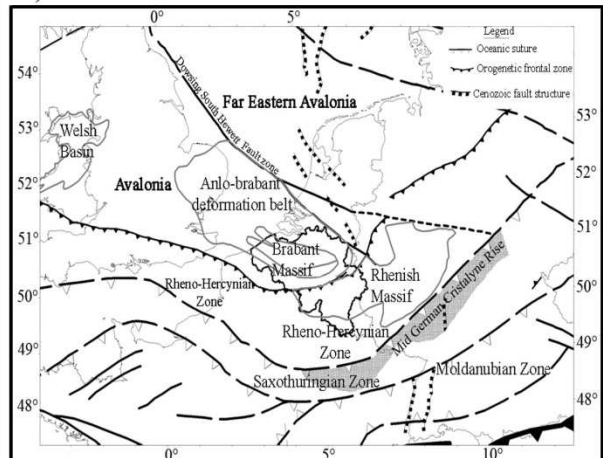 0°
5°
Legend
Oceanic suture
Orogenetic frontal zone
Cenozoic fault structure
54°
53°
52°
51°
50°
49°
48°
Dowsing South Hewett Fault zone
Far Eastern Avalonia
Welsh
Basin
Avalonia
Anlo-brabant
deformation belt
Brabant
Massif
Rhenish
Massif
Rheno-Hercynian
Zone
Rheno-Hercynian
Zone
Mid German Cristalyne Rise
Saxothuringian Zone
Moldanubian Zone
53°
52°
51°
50°
49°
48°
0°
5°
10°